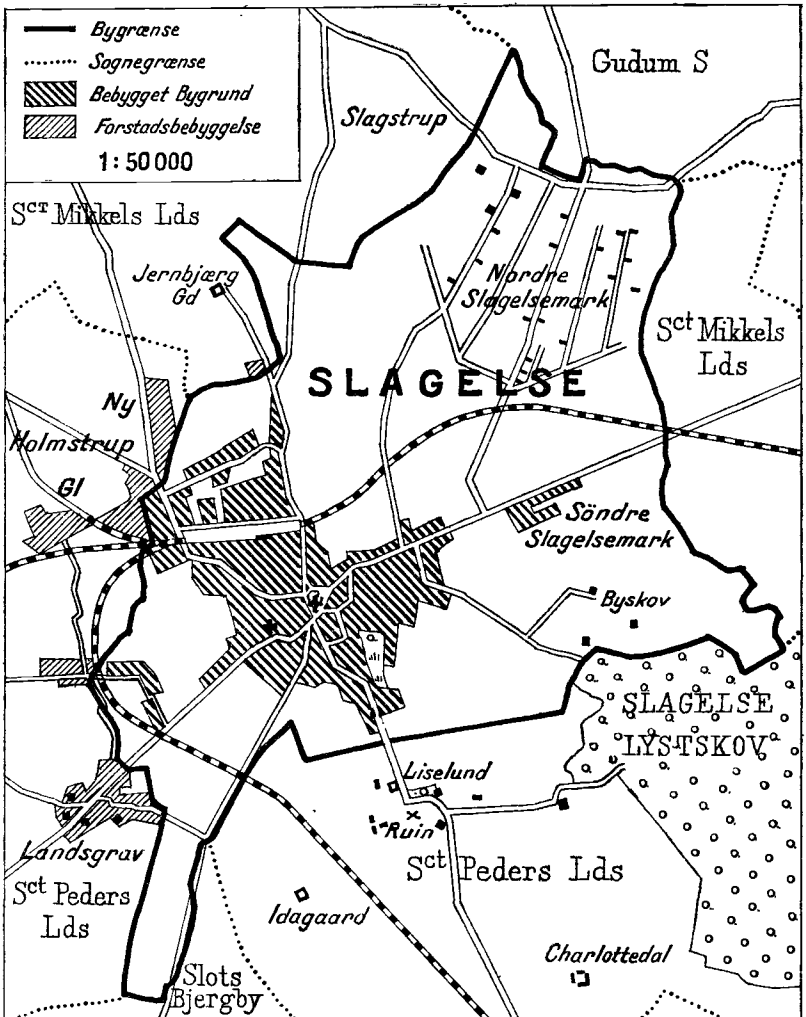 Bygrænse
Sognegrænse
Bebygget Bygrund
Forstadsbebyggelse
1:50000
Gudum S
Slagstrup
Sct Mikkels Lds
Jernbjærg
Gd
Nordre
Slagelsemark
Sct Mikkels
Lds
SLAGELSE
Ny
Holmstrup
Gl
Söndre
Slagelsemark
Byskov
SLAGELSE
LYSTSKOV
Liselund
Ruin
Landsgrav
Sct Peders Lds
Sct Peders
Lds
Idagaard
Charlottedal
Slots
Bjergby